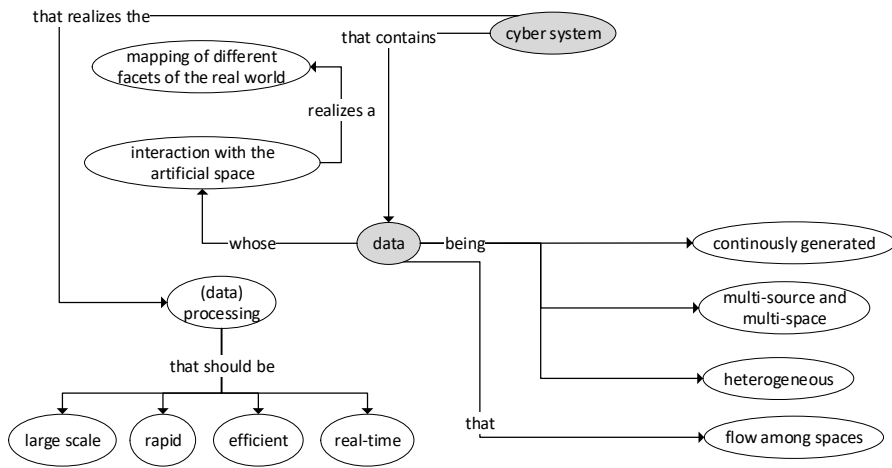 that realizes the
cyber system
that contains
mapping of different
facets of the real world
realizes a
interaction with the
artificial space
whose
data
being
continously generated
(data)
processing
multi-source and
multi-space
that should be
heterogeneous
that
large scale
rapid
efficient
real-time
flow among spaces